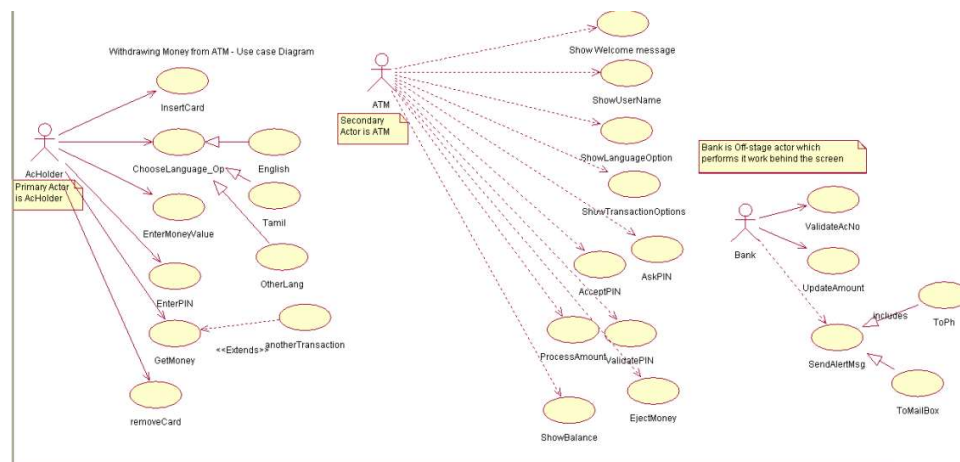 Withdrawing Money from ATM - Use case Diagram
InsertCard
AcHolder
Primary Actor
is AcHolder
ChooseLanguage_Op
English
Tamil
EnterMoneyValue
OtherLang
EnterPIN
GetMoney
<<Extends>>
anotherTransaction
removeCard
ATM
Secondary
Actor is ATM
Show Welcome message
ShowUserName
ShowLanguageOption
ShowTransactionOptions
AskPIN
AcceptPIN
ProcessAmount
ValidatePIN
EjectMoney
ShowBalance
Bank is Off-stage actor which
performs it work behind the screen
Bank
ValidateAcNo
UpdateAmount
includes
ToPh
SendAlertMsg
ToMailBox